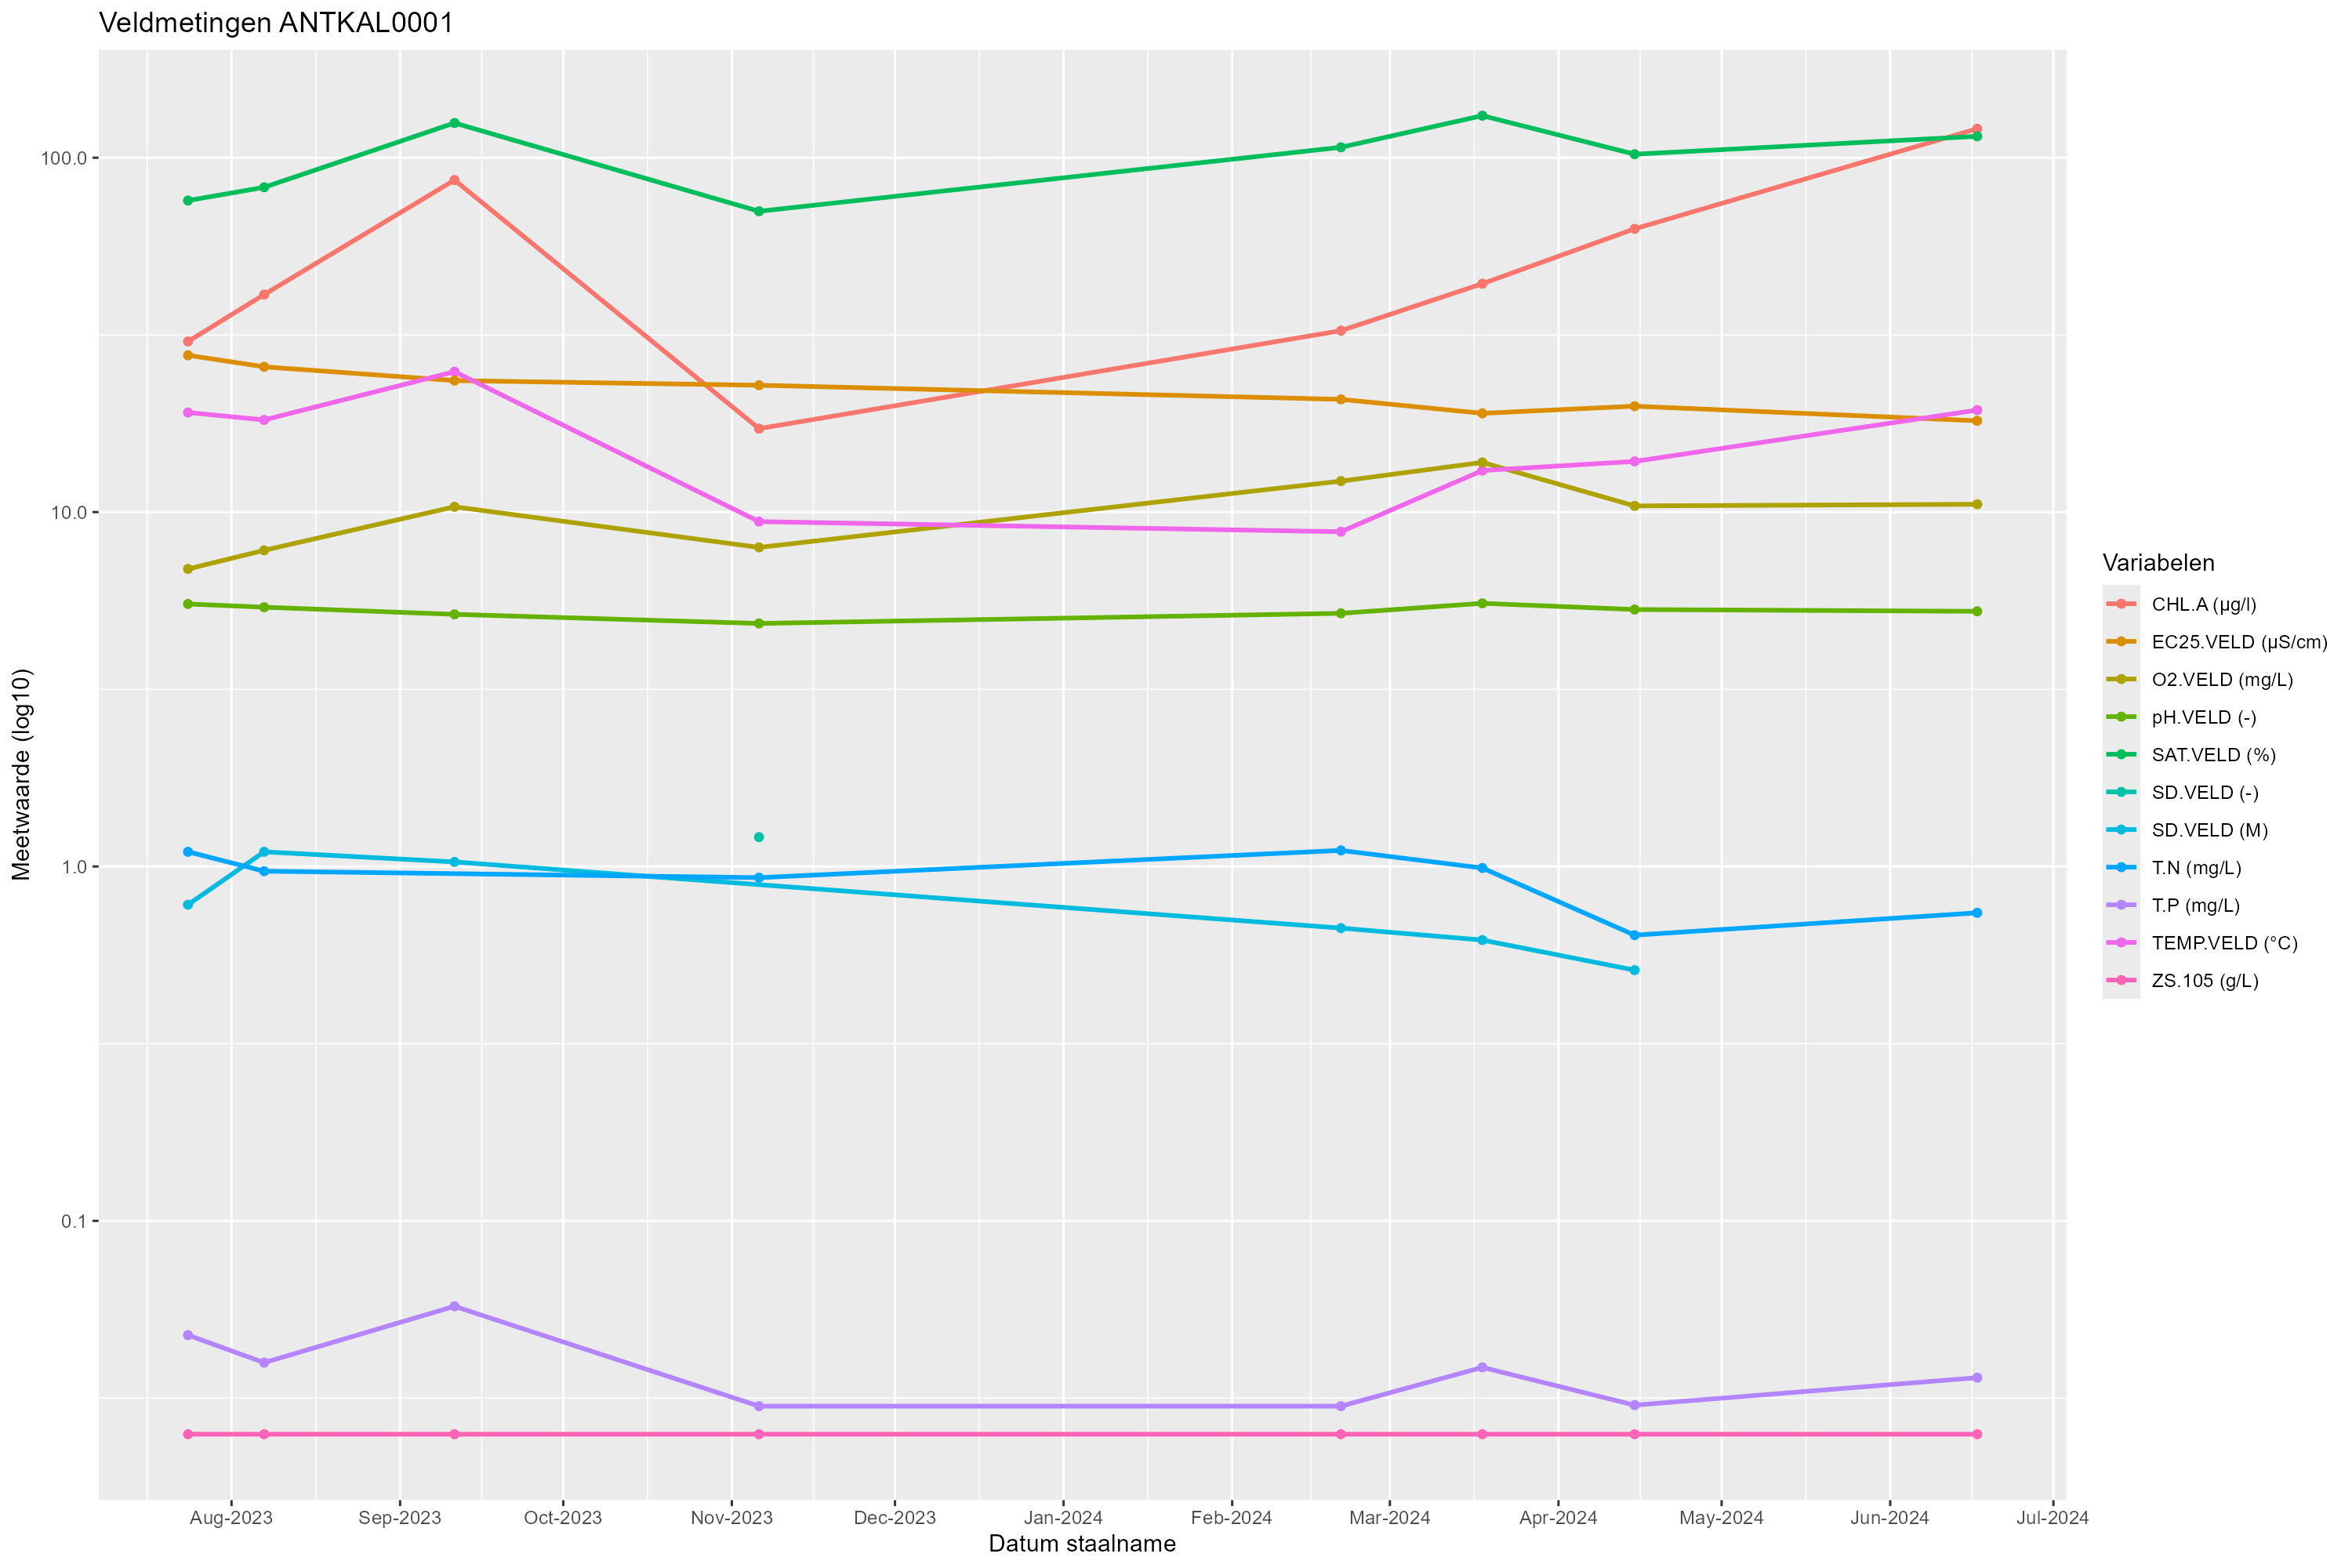 Veldmetingen ANTKAL0001
Meetwaarde (log10)
100.0
10.0
1.0
0.1
Aug-2023
Sep-2023
Oct-2023
Nov-2023
Dec-2023
Jan-2024
Feb-2024
Mar-2024
Apr-2024
May-2024
Jun-2024
Jul-2024
Datum staalname
Variabelen
CHL.A (µg/l)
EC25.VELD (µS/cm)
O2.VELD (mg/L)
pH.VELD (-)
SAT.VELD (%)
SD.VELD (-)
SD.VELD (M)
T.N (mg/L)
T.P (mg/L)
TEMP.VELD (°C)
ZS.105 (g/L)